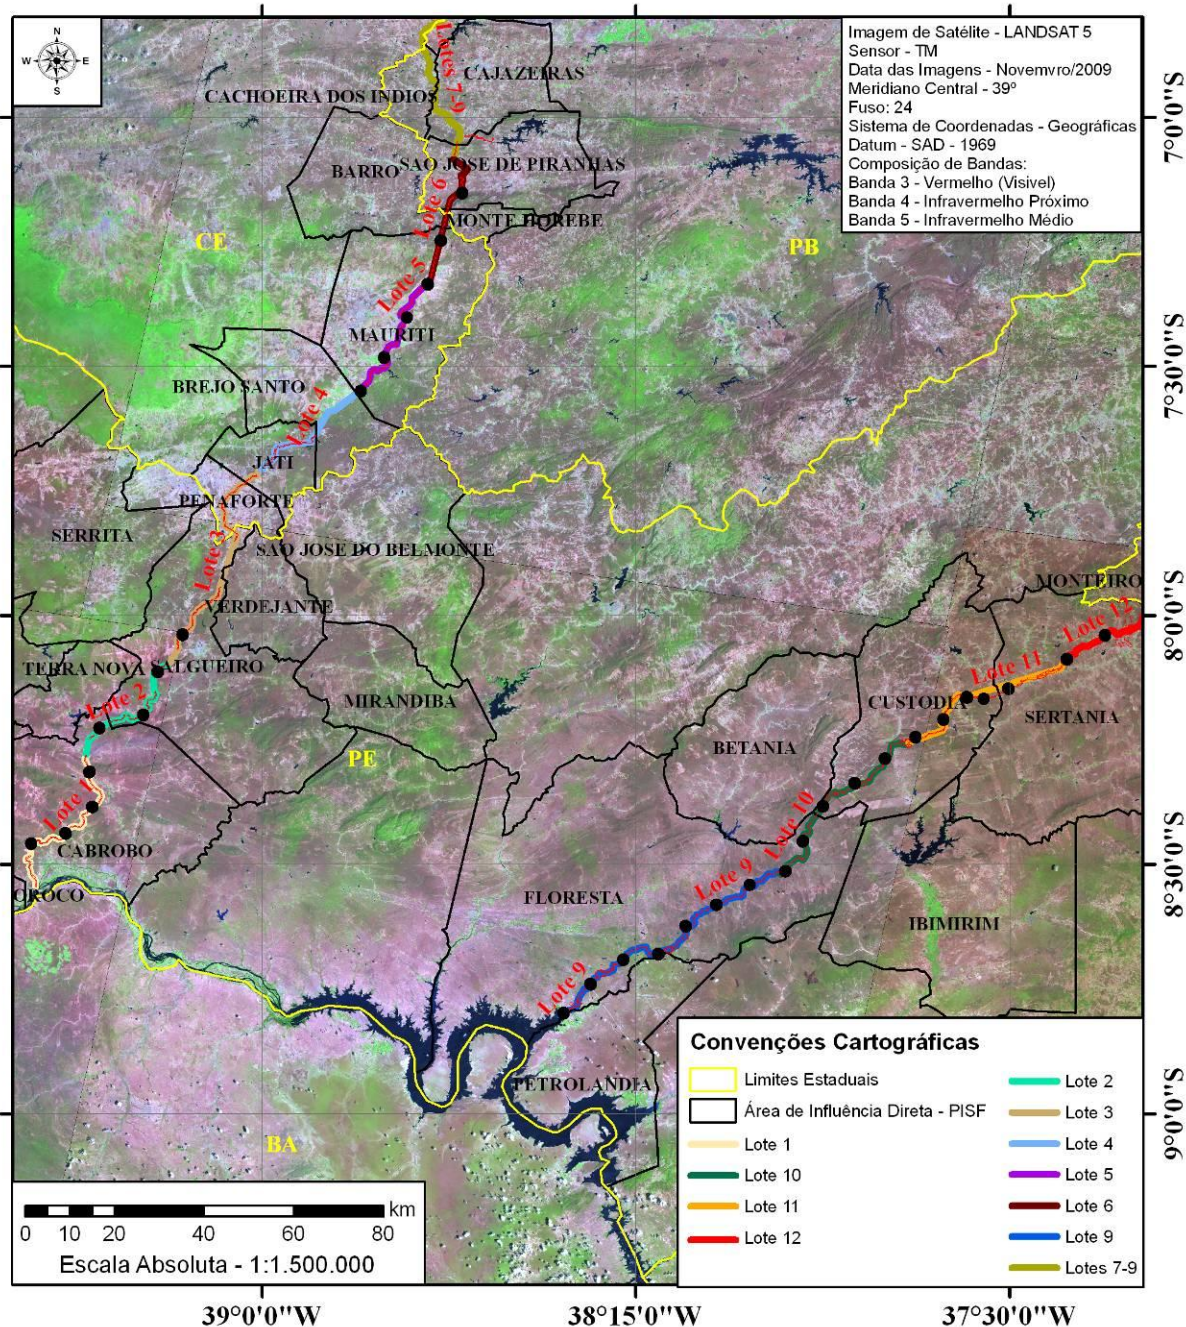 N
W
E
S
Imagem de Satélite - LANDSAT 5
Sensor - TM
Data das Imagens - Novemvro/2009
Meridiano Central - 39º
Fuso: 24
Sistema de Coordenadas - Geográficas
Datum - SAD - 1969
Composição de Bandas:
Banda 3 - Vermelho (Visivel)
Banda 4 - Infravermelho Próximo
Banda 5 - Infravermelho Médio
Lotes 7-9
CAJAZEIRAS
CACHOEIRA DOS INDIOS
7°0'0"S
BARRO
SAO JOSE DE PIRANHAS
Lote 6
MONTE HOREBE
CE
PB
Lote 5
MAURITI
7°30'0"S
BREJO SANTO
Lote 4
JATI
PENAFORTE
SERRITA
Lote 3
SAO JOSE DO BELMONTE
MONTEIRO
VERDEJANTE
Lote 12
8°0'0"S
TERRA NOVA
SALGUEIRO
Lote 11
MIRANDIBA
CUSTODIA
SERTANIA
Lote 2
BETANIA
PE
Lote 1
Lote 10
CABROBO
8°30'0"S
OROCO
Lote 9
FLORESTA
IBIMIRIM
Lote 9
PETROLANDIA
9°0'0"S
BA
Convenções Cartográficas
Limites Estaduais
Área de Influência Direta - PISF
Lote 1
Lote 10
Lote 11
Lote 12
Lote 2
Lote 3
Lote 4
Lote 5
Lote 6
Lote 9
Lotes 7-9
km
0 10 20 40 60 80
Escala Absoluta - 1:1.500.000
39°0'0"W
38°15'0"W
37°30'0"W